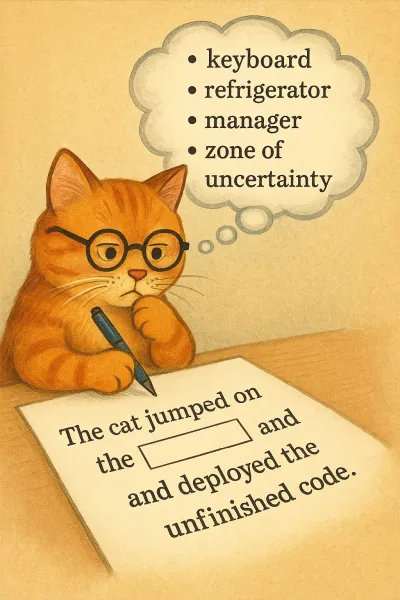 • keyboard
• refrigerator
• manager
• zone of
uncertainty
The cat jumped on
the and
and deployed the
unfinished code.